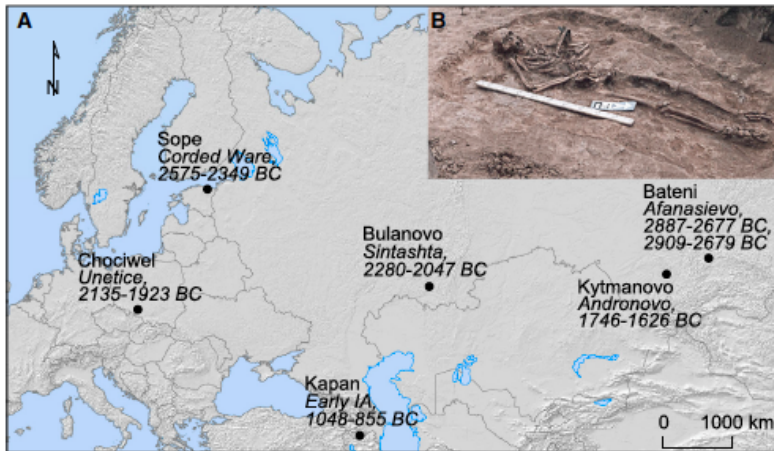 A
B
N
Sope
Corded Ware,
2575-2349 BC
Bateni
Afanasievo,
2887-2677 BC,
2909-2679 BC
Bulanovo
Sintashta,
2280-2047 BC
Chociwel
Unetice,
2135-1923 BC
Kytmanovo
Andronovo,
1746-1626 BC
Kapan
Early IA,
1048-855 BC
0 1000 km